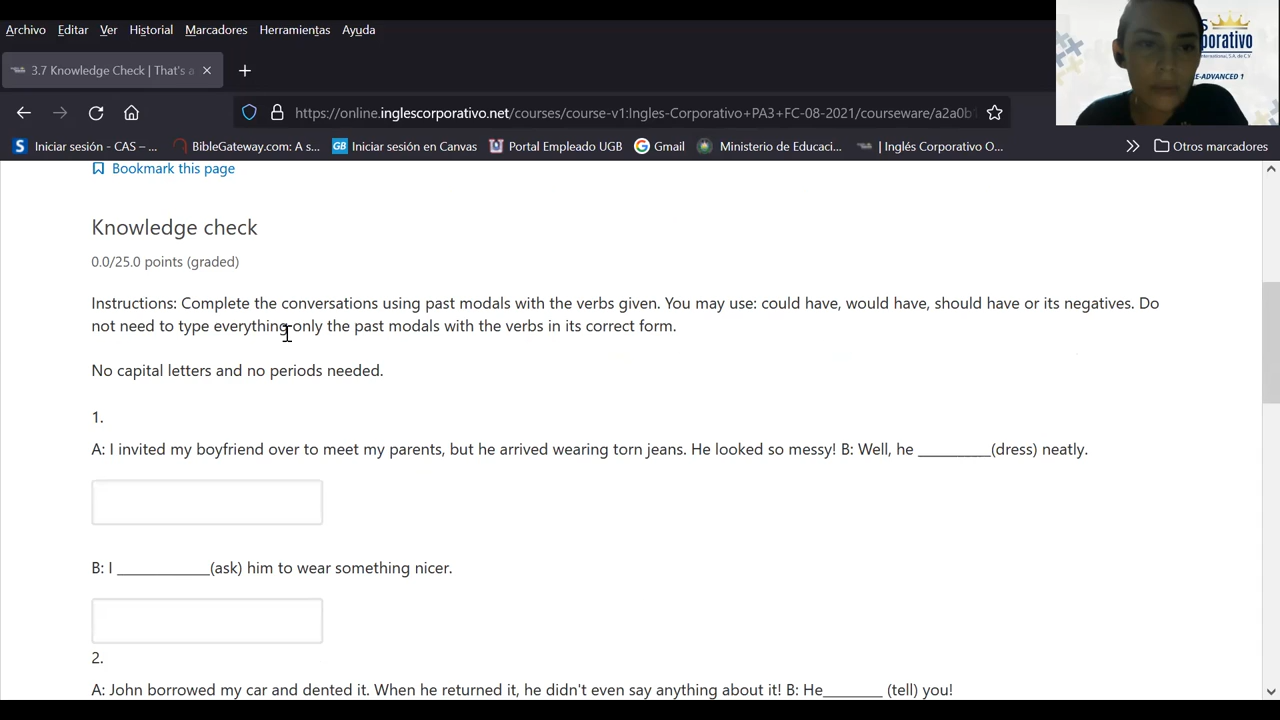 Archivo Editar Ver Historial Marcadores Herramientas Ayuda
3.7 Knowledge Check | That's a
https://online.inglescorporativo.net/courses/course-v1:Ingles-Corporativo+PA3+FC-08-2021/courseware/a2a0b1
Iniciar sesión - CAS – ... BibleGateway.com: A s... Iniciar sesión en Canvas Portal Empleado UGB Gmail Ministerio de Educaci... | Inglés Corporativo O... Otros marcadores
Bookmark this page
Knowledge check
0.0/25.0 points (graded)
Instructions: Complete the conversations using past modals with the verbs given. You may use: could have, would have, should have or its negatives. Do
not need to type everything only the past modals with the verbs in its correct form.
No capital letters and no periods needed.
1.
A: I invited my boyfriend over to meet my parents, but he arrived wearing torn jeans. He looked so messy! B: Well, he ___________(dress) neatly.
B: I _____________(ask) him to wear something nicer.
2.
A: John borrowed my car and dented it. When he returned it, he didn't even say anything about it! B: He________ (tell) you!